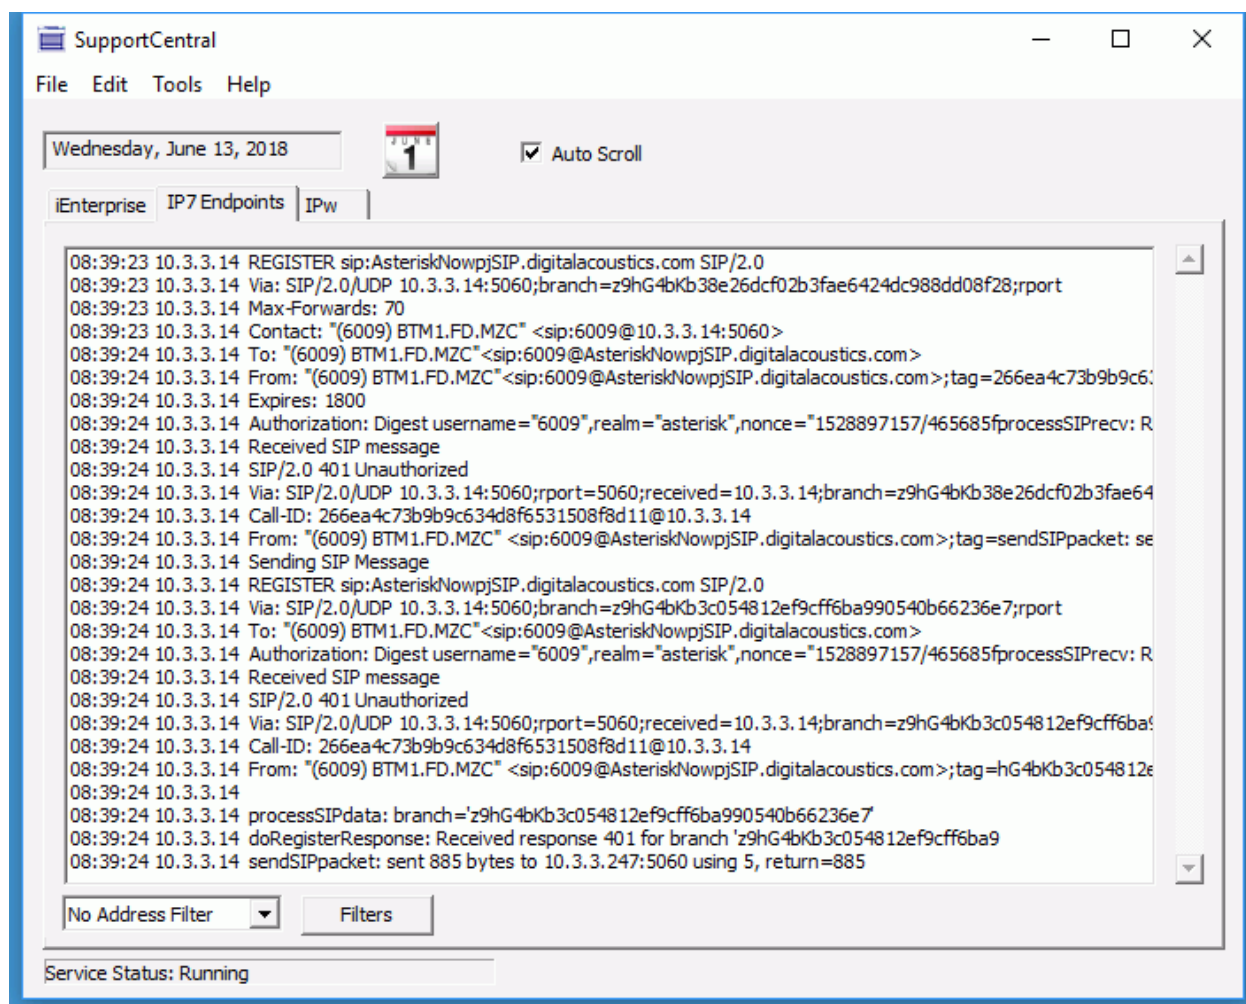 SupportCentral
File Edit Tools Help
Wednesday, June 13, 2018
JUNE
1
Auto Scroll
iEnterprise IP7 Endpoints IPw
08:39:23 10.3.3.14 REGISTER sip:AsteriskNowpjSIP.digitalacoustics.com SIP/2.0
08:39:23 10.3.3.14 Via: SIP/2.0/UDP 10.3.3.14:5060;branch=z9hG4bKb38e26dcf02b3fae6424dc988dd08f28;rport
08:39:23 10.3.3.14 Max-Forwards: 70
08:39:23 10.3.3.14 Contact: "(6009) BTM1.FD.MZC" <sip:6009@10.3.3.14:5060>
08:39:24 10.3.3.14 To: "(6009) BTM1.FD.MZC"<sip:6009@AsteriskNowpjSIP.digitalacoustics.com>
08:39:24 10.3.3.14 From: "(6009) BTM1.FD.MZC"<sip:6009@AsteriskNowpjSIP.digitalacoustics.com>;tag=266ea4c73b9b9c63
08:39:24 10.3.3.14 Expires: 1800
08:39:24 10.3.3.14 Authorization: Digest username="6009",realm="asterisk",nonce="1528897157/465685fprocessSIPrecv: R
08:39:24 10.3.3.14 Received SIP message
08:39:24 10.3.3.14 SIP/2.0 401 Unauthorized
08:39:24 10.3.3.14 Via: SIP/2.0/UDP 10.3.3.14:5060;rport=5060;received=10.3.3.14;branch=z9hG4bKb38e26dcf02b3fae64
08:39:24 10.3.3.14 Call-ID: 266ea4c73b9b9c634d8f6531508f8d11@10.3.3.14
08:39:24 10.3.3.14 From: "(6009) BTM1.FD.MZC" <sip:6009@AsteriskNowpjSIP.digitalacoustics.com>;tag=sendSIPpacket: se
08:39:24 10.3.3.14 Sending SIP Message
08:39:24 10.3.3.14 REGISTER sip:AsteriskNowpjSIP.digitalacoustics.com SIP/2.0
08:39:24 10.3.3.14 Via: SIP/2.0/UDP 10.3.3.14:5060;branch=z9hG4bKb3c054812ef9cff6ba990540b66236e7;rport
08:39:24 10.3.3.14 To: "(6009) BTM1.FD.MZC"<sip:6009@AsteriskNowpjSIP.digitalacoustics.com>
08:39:24 10.3.3.14 Authorization: Digest username="6009",realm="asterisk",nonce="1528897157/465685fprocessSIPrecv: R
08:39:24 10.3.3.14 Received SIP message
08:39:24 10.3.3.14 SIP/2.0 401 Unauthorized
08:39:24 10.3.3.14 Via: SIP/2.0/UDP 10.3.3.14:5060;rport=5060;received=10.3.3.14;branch=z9hG4bKb3c054812ef9cff6ba9
08:39:24 10.3.3.14 Call-ID: 266ea4c73b9b9c634d8f6531508f8d11@10.3.3.14
08:39:24 10.3.3.14 From: "(6009) BTM1.FD.MZC" <sip:6009@AsteriskNowpjSIP.digitalacoustics.com>;tag=hG4bKb3c054812e
08:39:24 10.3.3.14
08:39:24 10.3.3.14 processSIPdata: branch='z9hG4bKb3c054812ef9cff6ba990540b66236e7'
08:39:24 10.3.3.14 doRegisterResponse: Received response 401 for branch 'z9hG4bKb3c054812ef9cff6ba9
08:39:24 10.3.3.14 sendSIPpacket: sent 885 bytes to 10.3.3.247:5060 using 5, return=885
No Address Filter Filters
Service Status: Running